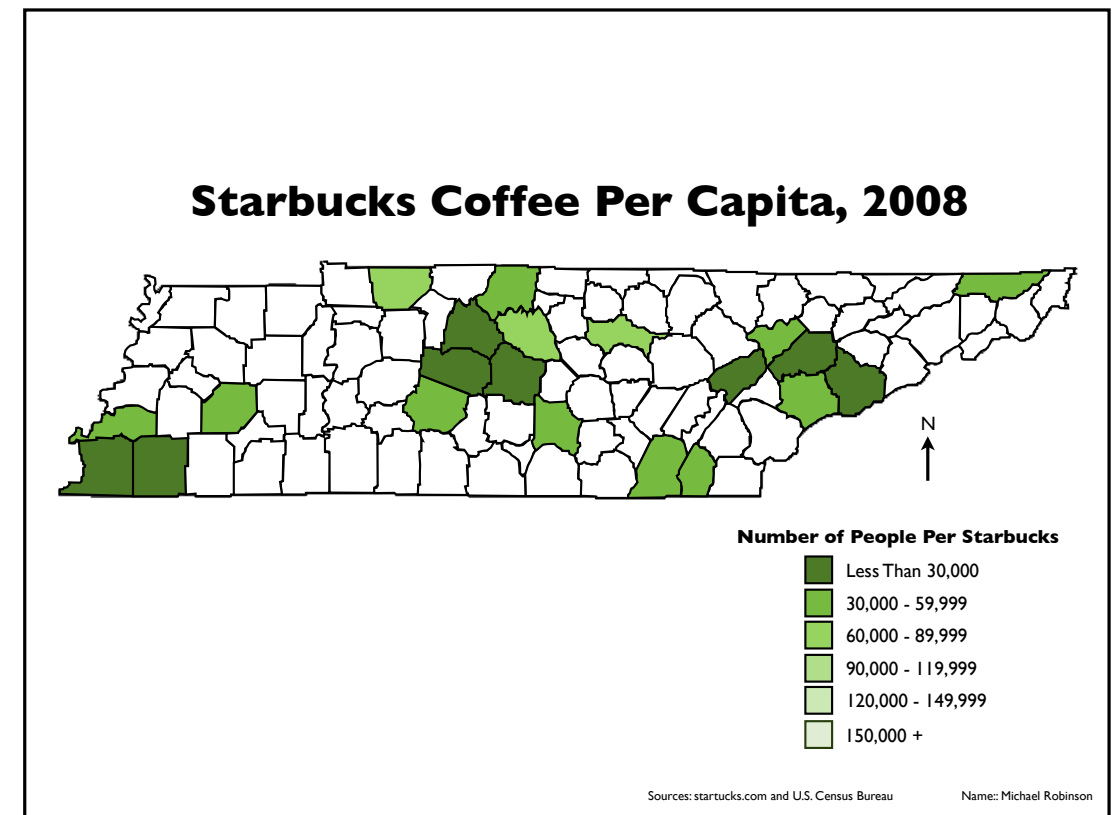 Starbucks Coffee Per Capita, 2008
N
Number of People Per Starbucks
Less Than 30,000
30,000 - 59,999
60,000 - 89,999
90,000 - 119,999
120,000 - 149,999
150,000 +
Sources: startucks.com and U.S. Census Bureau
Name:: Michael Robinson